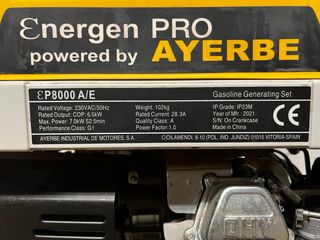 Energen PRO
powered by AYERBE
EP8000 A/E Gasoline Generating Set
Rated Voltage: 230VAC/50Hz Weight: 102kg IP Grade: IP23M
Rated Output: COP: 6.5kW Rated Current: 28.3A Year of Mfr.: 2021
Max. Power: 7.0kW S2 5min Quality Class: A S/N: On Crankcase
Performance Class: G1 Power Factor: 1.0 Made in China
CE
AYERBE INDUSTRIAL DE MOTORES, S.A. C/OILAMENDI, 8-10 (POL. IND. JUNDIZ) 01015 VITORIA-SPAIN
OHV